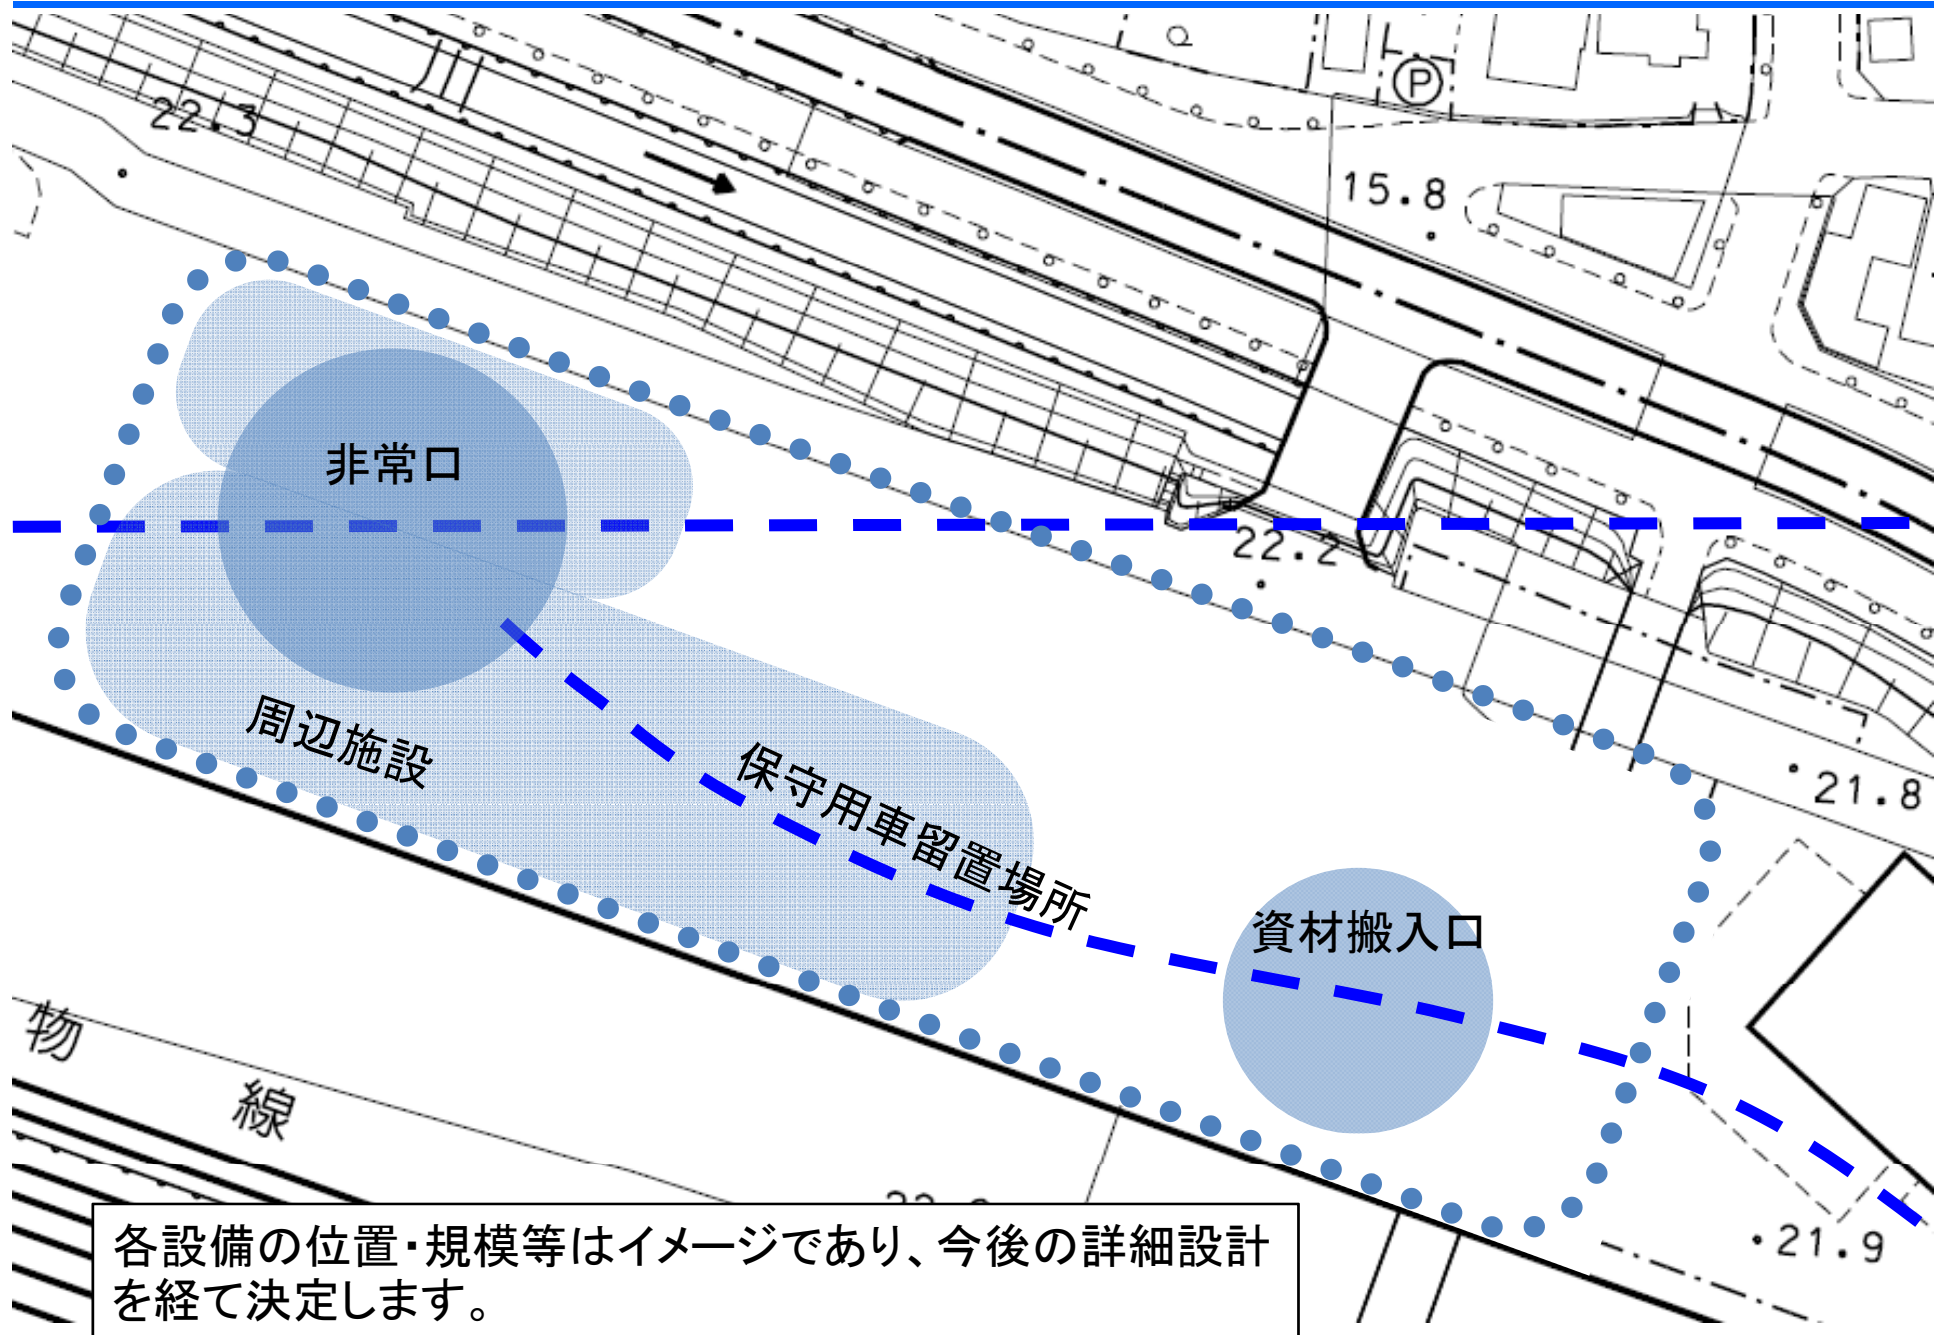 22.3
P
15.8
非常口
22.2
周辺施設
保守用車留置場所
21.8
資材搬入口
物
線
21.9
各設備の位置・規模等はイメージであり、今後の詳細設計
を経て決定します。